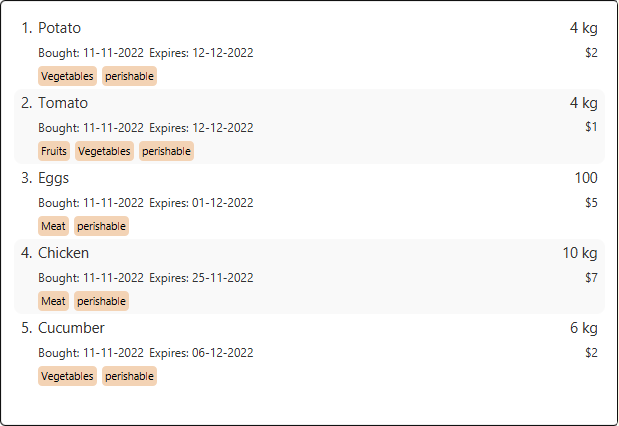 1. Potato 4 kg
Bought: 11-11-2022 Expires: 12-12-2022 $2
Vegetables perishable
2. Tomato 4 kg
Bought: 11-11-2022 Expires: 12-12-2022 $1
Fruits Vegetables perishable
3. Eggs 100
Bought: 11-11-2022 Expires: 01-12-2022 $5
Meat perishable
4. Chicken 10 kg
Bought: 11-11-2022 Expires: 25-11-2022 $7
Meat perishable
5. Cucumber 6 kg
Bought: 11-11-2022 Expires: 06-12-2022 $2
Vegetables perishable